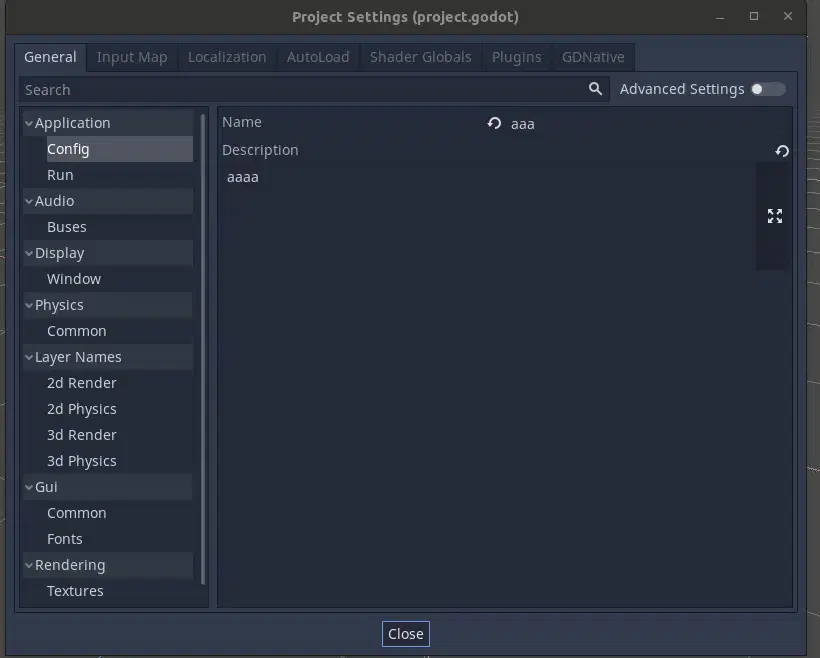 Project Settings (project.godot)
General Input Map Localization AutoLoad Shader Globals Plugins GDNative
Search Advanced Settings
Application
Config
Run
Audio
Buses
Display
Window
Physics
Common
Layer Names
2d Render
2d Physics
3d Render
3d Physics
Gui
Common
Fonts
Rendering
Textures
Name aaa
Description
aaaa
Close